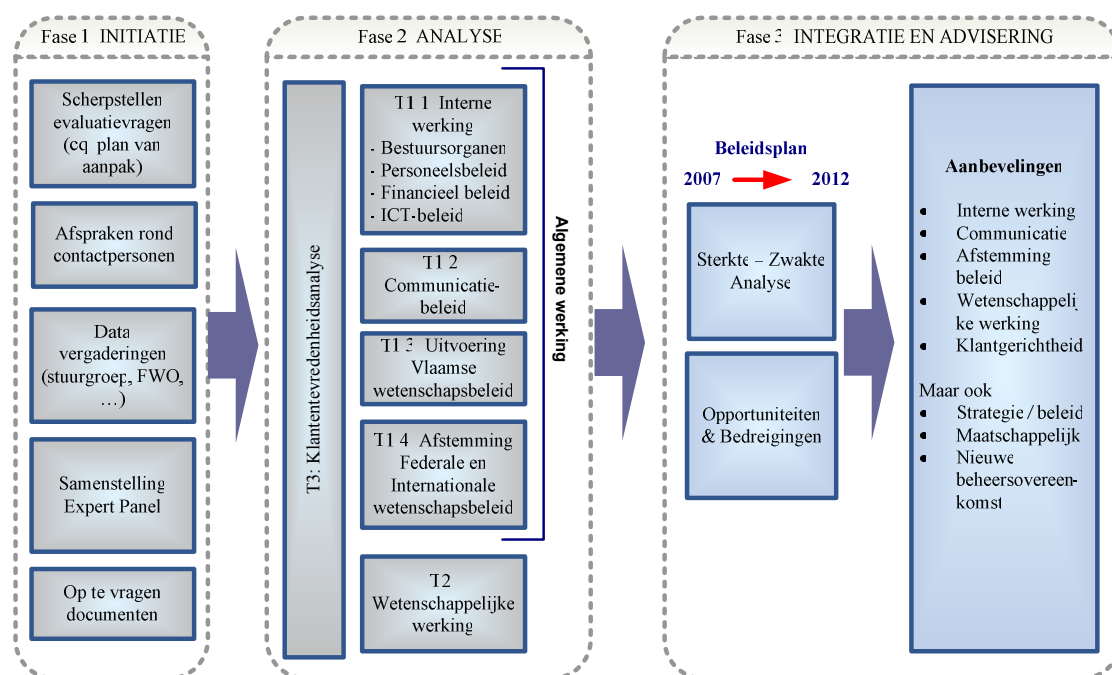 Fase 1 INITIATIE
Scherpstellen
evaluatievragen
(cq plan van
aanpak)
Afspraken rond
contactpersonen
Data
vergaderingen
(stuurgroep, FWO,
…)
Samenstelling
Expert Panel
Op te vragen
documenten
Fase 2 ANALYSE
T3: Klantentevredenheidsanalyse
T1 1 Interne
werking
- Bestuursorganen
- Personeelsbeleid
- Financieel beleid
- ICT-beleid
T1 2
Communicatie-
beleid
T1 3 Uitvoering
Vlaamse
wetenschapsbeleid
T1 4 Afstemming
Federale en
Internationale
wetenschapsbeleid
T2
Wetenschappelijke
werking
Algemene werking
Fase 3 INTEGRATIE EN ADVISERING
Beleidsplan
2007 2012
Sterkte – Zwakte
Analyse
Opportuniteiten
& Bedreigingen
Aanbevelingen
• Interne werking
• Communicatie
• Afstemming
beleid
• Wetenschappelij
ke werking
• Klantgerichtheid
Maar ook
• Strategie / beleid
• Maatschappelijk
• Nieuwe
beheersovereen-
komst